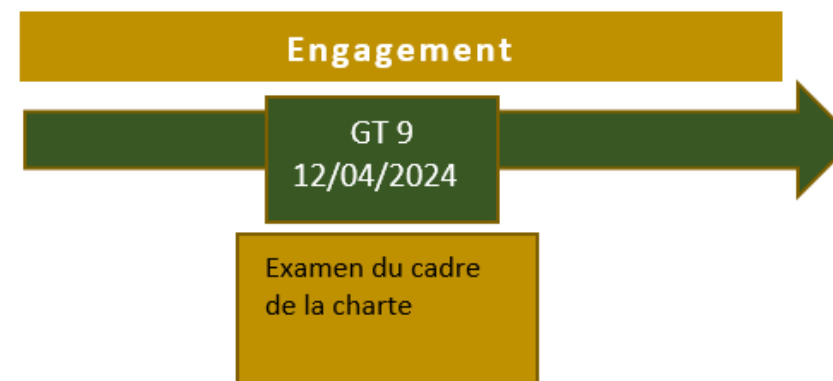 Engagement
GT 9
12/04/2024
Examen du cadre
de la charte